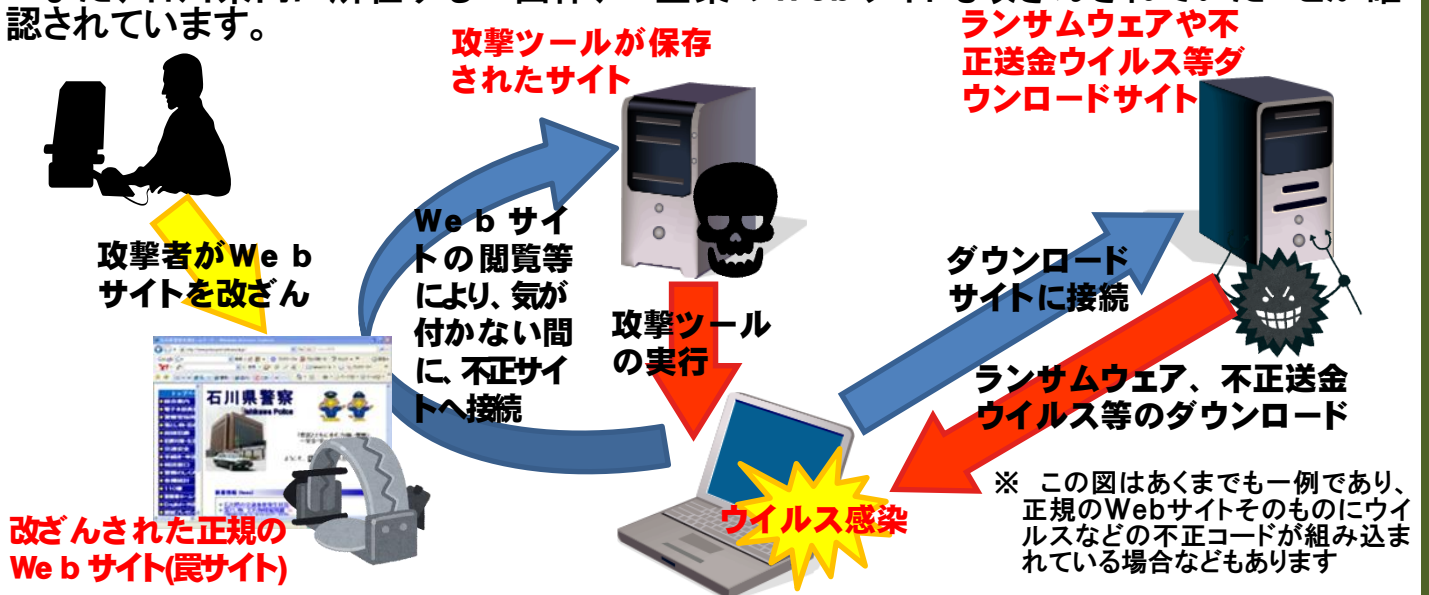 認されています。
攻撃ツールが保存
されたサイト
ランサムウェアや不
正送金ウイルス等ダ
ウンロードサイト
攻撃者がWeb
サイトを改ざん
Webサイ
トの閲覧等
により、気が
付かない間
に、不正サイ
トへ接続
攻撃ツール
の実行
ダウンロード
サイトに接続
ランサムウェア、不正送金
ウイルス等のダウンロード
石川県警察
Ishikawa Police
ウイルス感染
改ざんされた正規の
Webサイト(罠サイト)
※ この図はあくまでも一例であり、
正規のWebサイトそのものにウイ
ルスなどの不正コードが組み込ま
れている場合などもあります